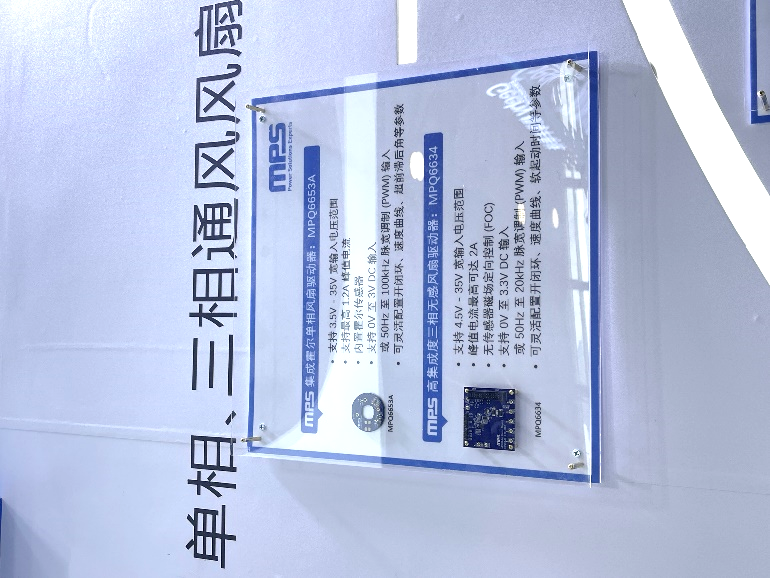 单相、三相通风风扇
MPS
Power Solutions Experts
MPS 集成霍尔单相风扇驱动器：MPQ6653A
• 支持 3.5V - 35V 宽输入电压范围
• 支持最高 1.2A 峰值电流
• 内置霍尔传感器
• 支持 0V 至 3V DC 输入
或 50Hz 至 100kHz 脉宽调制 (PWM) 输入
• 可灵活配置开闭环、速度曲线、超前滞后角等参数
MPQ6653A
MPS 高集成度三相无感风扇驱动器：MPQ6634
• 支持 4.5V - 35V 宽输入电压范围
• 峰值电流最高可达 2A
• 无传感器磁场定向控制 (FOC)
• 支持 0V 至 3.3V DC 输入
或 50Hz 至 20kHz 脉宽调制 (PWM) 输入
• 可灵活配置开闭环、速度曲线、软起动时间等参数
MPQ6634